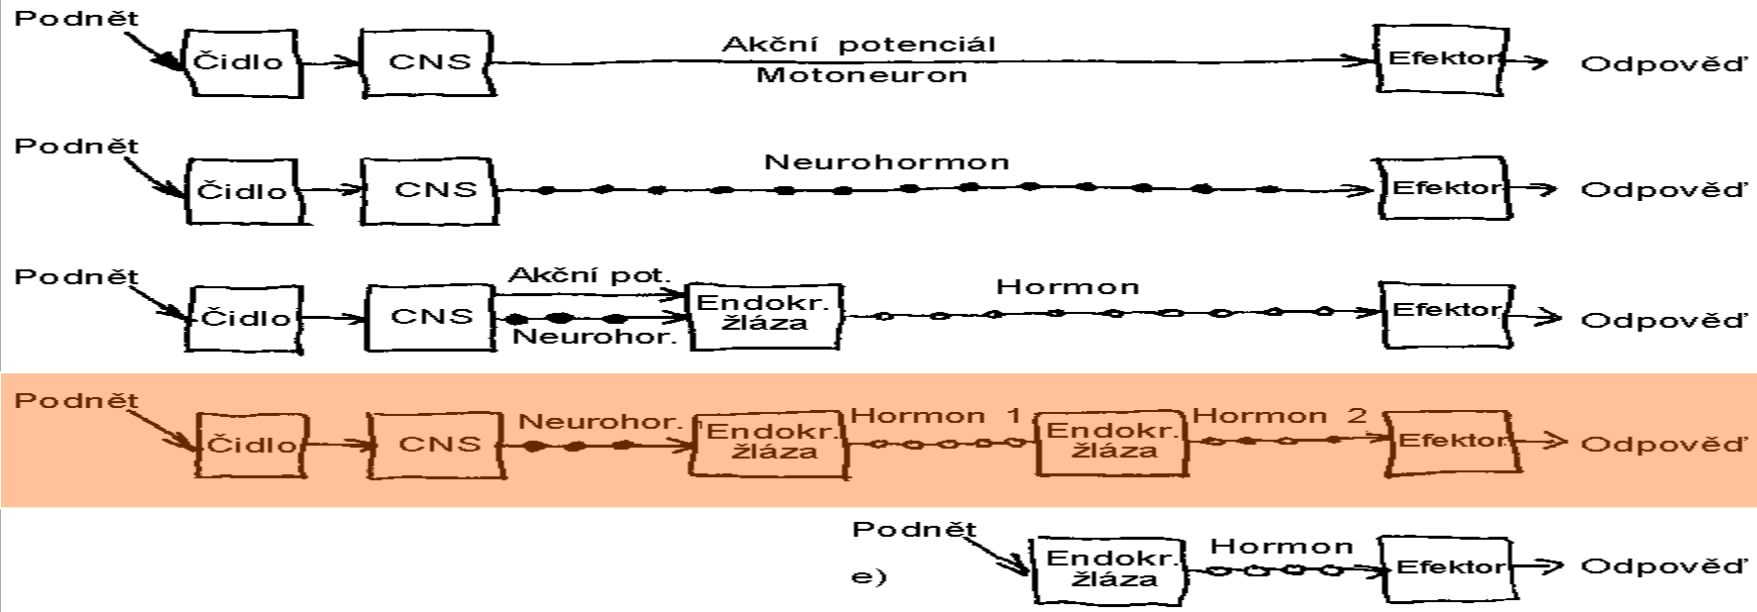 Podnět
Čidlo CNS Akční potenciál Efektor Odpověď
Motoneuron
Podnět
Čidlo CNS Neurohormon Efektor Odpověď
Podnět
Čidlo CNS Akční pot. Endokr. Hormon Efektor Odpověď
Neurohor. žláza
Podnět
Čidlo CNS Neurohor. Endokr. Hormon 1 Endokr. Hormon 2 Efektor Odpověď
žláza žláza
Podnět
e) Endokr. Hormon Efektor Odpověď
žláza